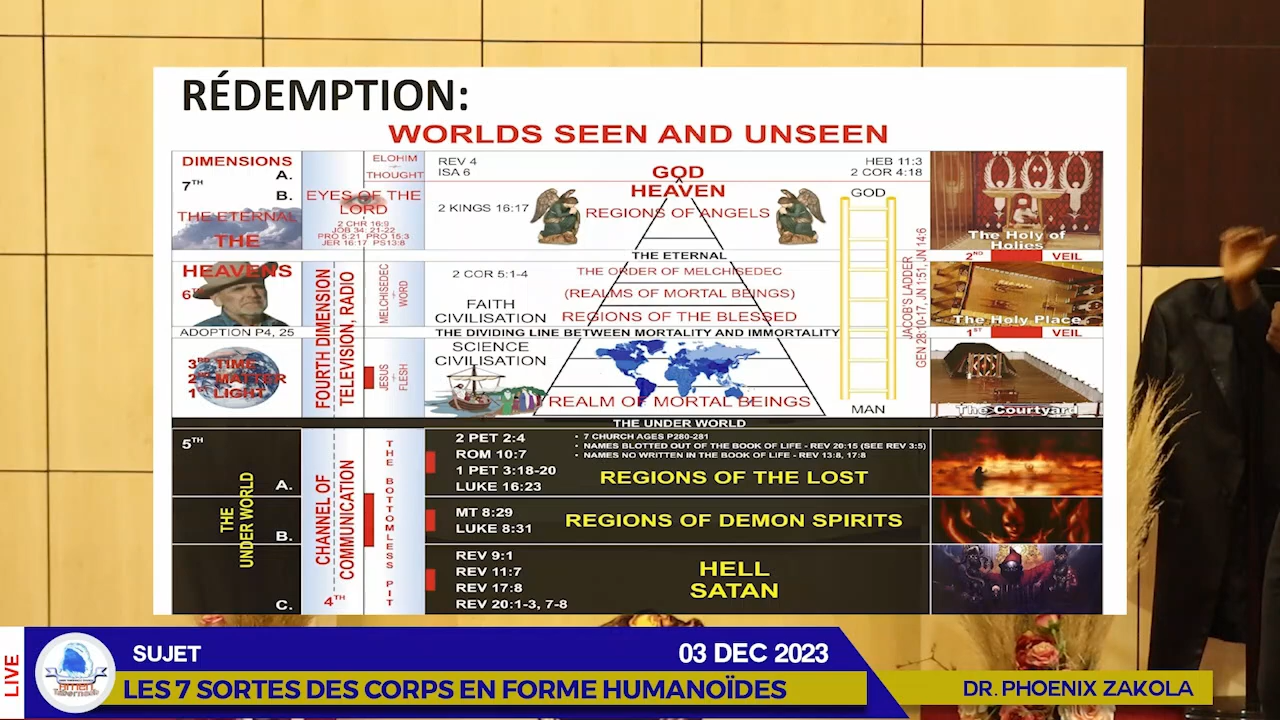 RÉDEMPTION:
WORLDS SEEN AND UNSEEN
DIMENSIONS
A.
7TH
B.
THE ETERNAL
THE
ELOHIM
THOUGHT
EYES OF THE
LORD
2 CHR 16:9
JOB 34: 21-22
PRO 5:21 PRO 15:3
JER 16:17 PS13:8
REV 4
ISA 6
2 KINGS 16:17
GOD
HEAVEN
REGIONS OF ANGELS
HEB 11:3
2 COR 4:18
GOD
The Holy of
Holies
THE ETERNAL
2ND VEIL
HEAVENS
6TH
ADOPTION P4, 25
FOURTH DIMENSION
TELEVISION, RADIO
MELCHISEDEC
WORD
2 COR 5:1-4
FAITH
CIVILISATION
THE ORDER OF MELCHISEDEC
(REALMS OF MORTAL BEINGS)
REGIONS OF THE BLESSED
JACOB'S LADDER
GEN 28:10-17, JN 1:51, JN 14:6
The Holy Place
THE DIVIDING LINE BETWEEN MORTALITY AND IMMORTALITY
1ST VEIL
3RD TIME
2ND MATTER
1ST LIGHT
JESUS
FLESH
SCIENCE
CIVILISATION
REALM OF MORTAL BEINGS
MAN
The Courtyard
THE UNDER WORLD
5TH
THE
UNDER WORLD
A.
B.
C.
CHANNEL OF
COMMUNICATION
4TH
THE BOTTOMLESS PIT
2 PET 2:4
ROM 10:7
1 PET 3:18-20
LUKE 16:23
• 7 CHURCH AGES P280-281
• NAMES BLOTTED OUT OF THE BOOK OF LIFE - REV 20:15 (SEE REV 3:5)
• NAMES NO WRITTEN IN THE BOOK OF LIFE - REV 13:8, 17:8
REGIONS OF THE LOST
MT 8:29
LUKE 8:31
REGIONS OF DEMON SPIRITS
REV 9:1
REV 11:7
REV 17:8
REV 20:1-3, 7-8
HELL
SATAN
LIVE
SUJET
03 DEC 2023
LES 7 SORTES DES CORPS EN FORME HUMANOÏDES
DR. PHOENIX ZAKOLA